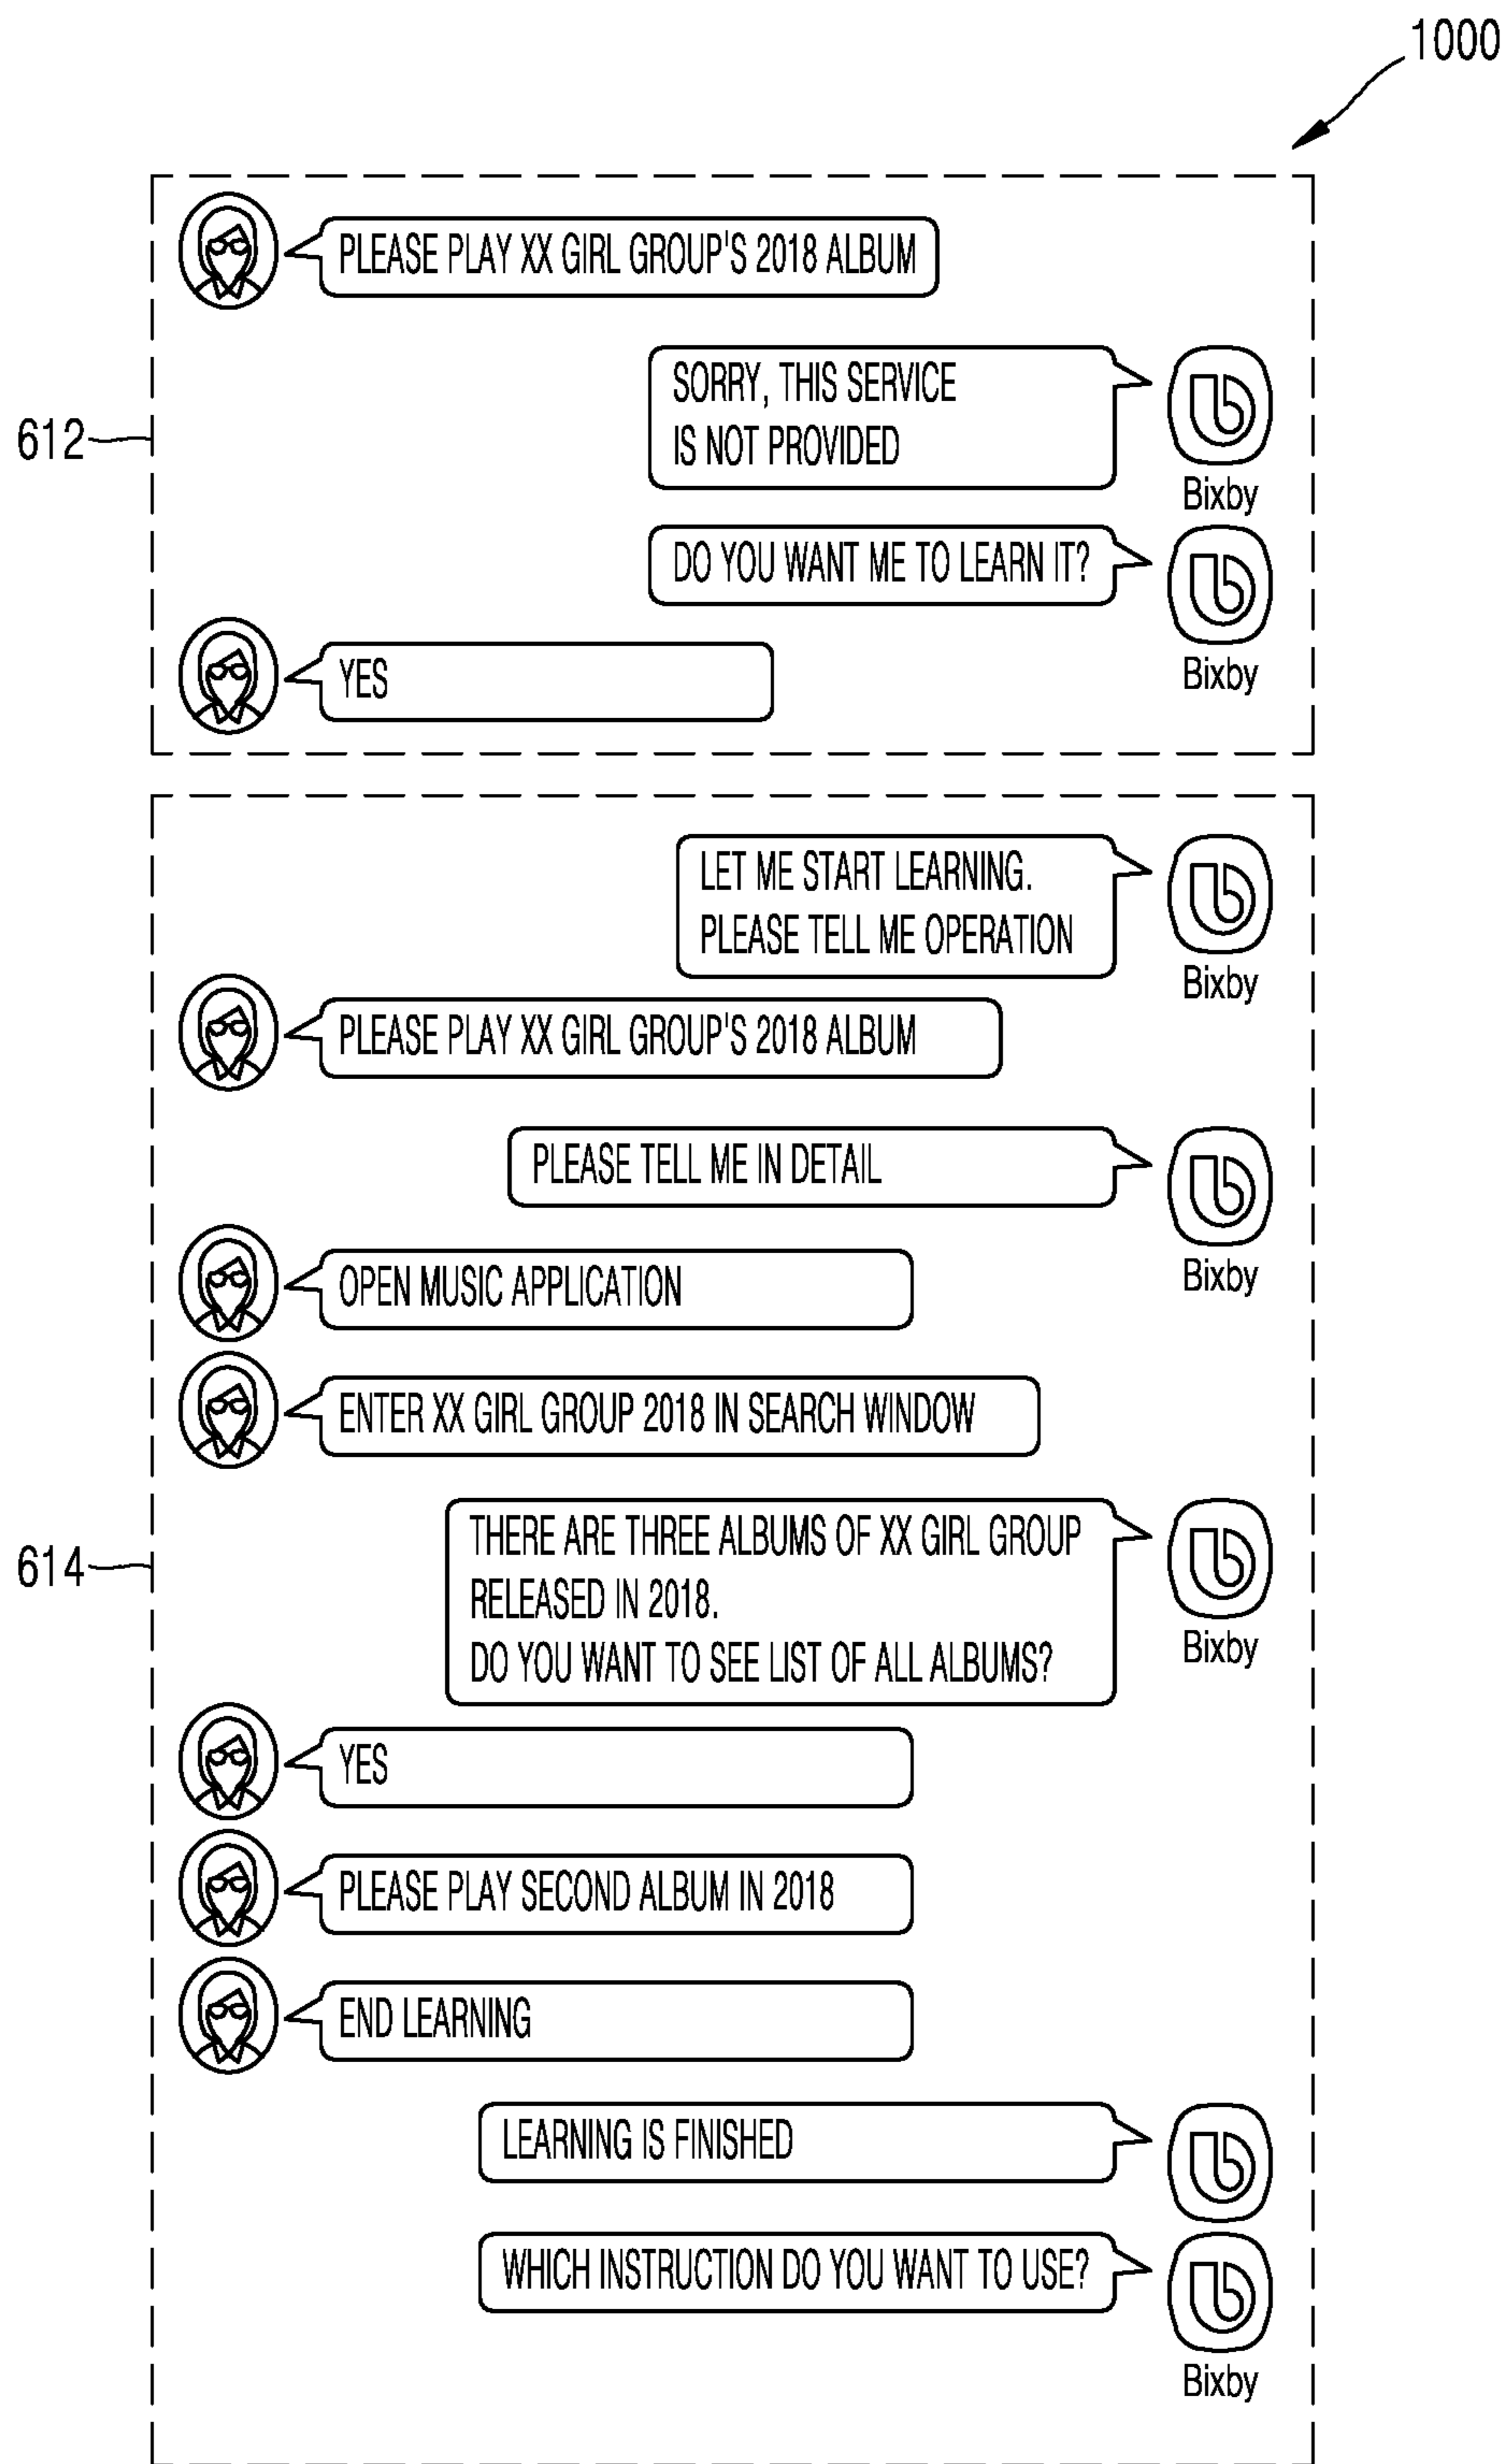 1000
PLEASE PLAY XX GIRL GROUP'S 2018 ALBUM
SORRY, THIS SERVICE
IS NOT PROVIDED
Bixby
612
DO YOU WANT ME TO LEARN IT?
Bixby
YES
LET ME START LEARNING.
PLEASE TELL ME OPERATION
Bixby
PLEASE PLAY XX GIRL GROUP'S 2018 ALBUM
PLEASE TELL ME IN DETAIL
Bixby
OPEN MUSIC APPLICATION
ENTER XX GIRL GROUP 2018 IN SEARCH WINDOW
THERE ARE THREE ALBUMS OF XX GIRL GROUP
RELEASED IN 2018.
DO YOU WANT TO SEE LIST OF ALL ALBUMS?
Bixby
614
YES
PLEASE PLAY SECOND ALBUM IN 2018
END LEARNING
LEARNING IS FINISHED
WHICH INSTRUCTION DO YOU WANT TO USE?
Bixby